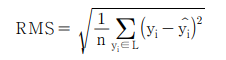 RMS = √(1/n ∑_{yᵢ∈L} (yᵢ − ŷᵢ)²)